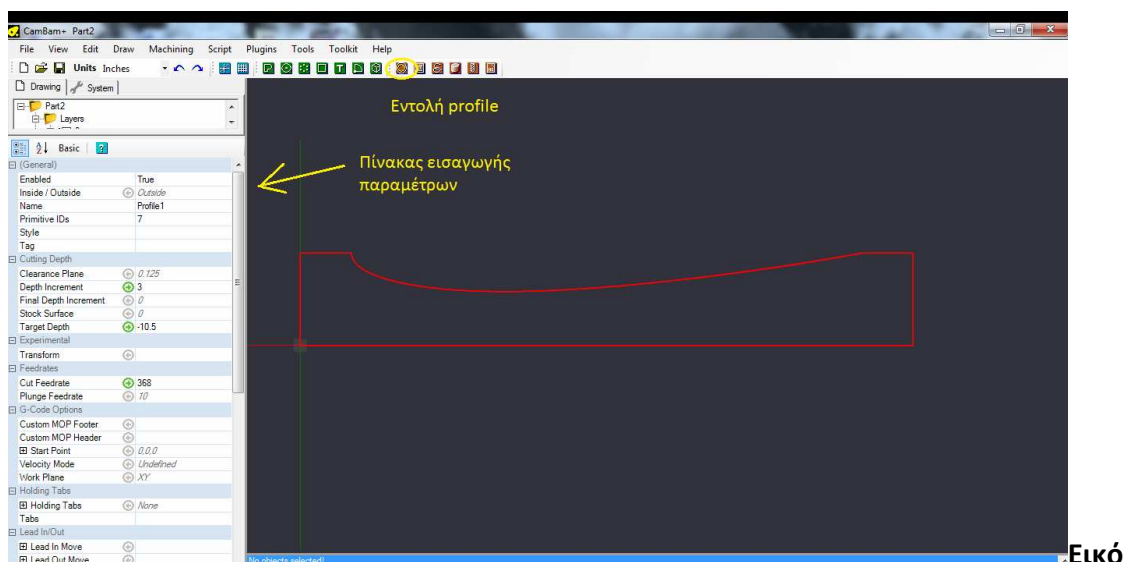 CamBam+ Part2
File View Edit Draw Machining Script Plugins Tools Toolkit Help
Units Inches
Drawing System
Part2
Layers
Basic
(General)
Enabled True
Inside / Outside Outside
Name Profile1
Primitive IDs 7
Style
Tag
Cutting Depth
Clearance Plane 0.125
Depth Increment 3
Final Depth Increment 0
Stock Surface 0
Target Depth -10.5
Experimental
Transform
Feedrates
Cut Feedrate 368
Plunge Feedrate 10
G-Code Options
Custom MOP Footer
Custom MOP Header
Start Point 0,0,0
Velocity Mode Undefined
Work Plane XY
Holding Tabs
Holding Tabs None
Tabs
Lead In/Out
Lead In Move
Lead Out Move
Εντολή profile
Πίνακας εισαγωγής
παραμέτρων
No objects selected!
Εικό